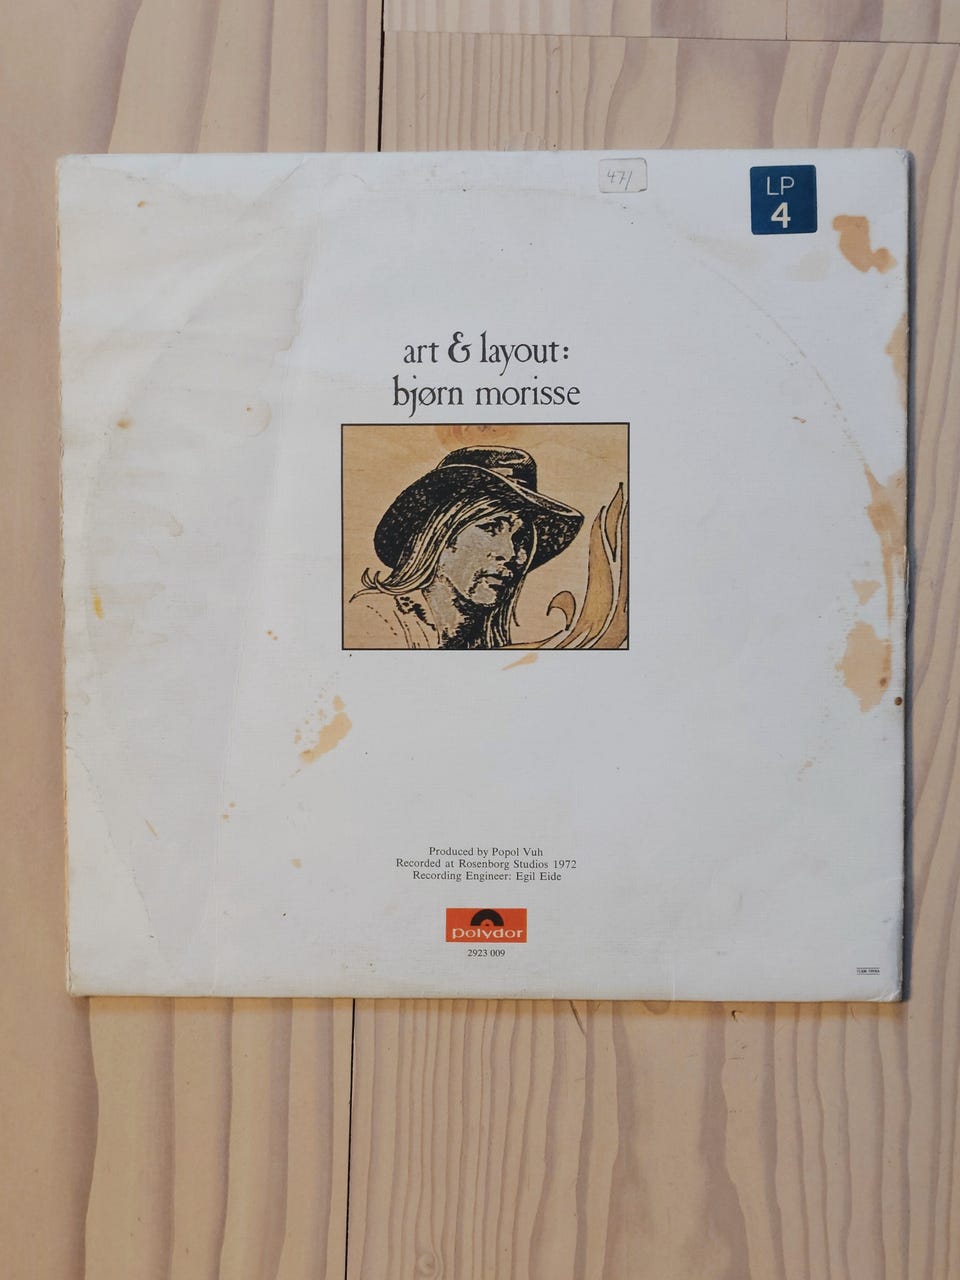 47/
LP
4
art & layout:
bjørn morisse
Produced by Popol Vuh
Recorded at Rosenborg Studios 1972
Recording Engineer: Egil Eide
polydor
2923 009